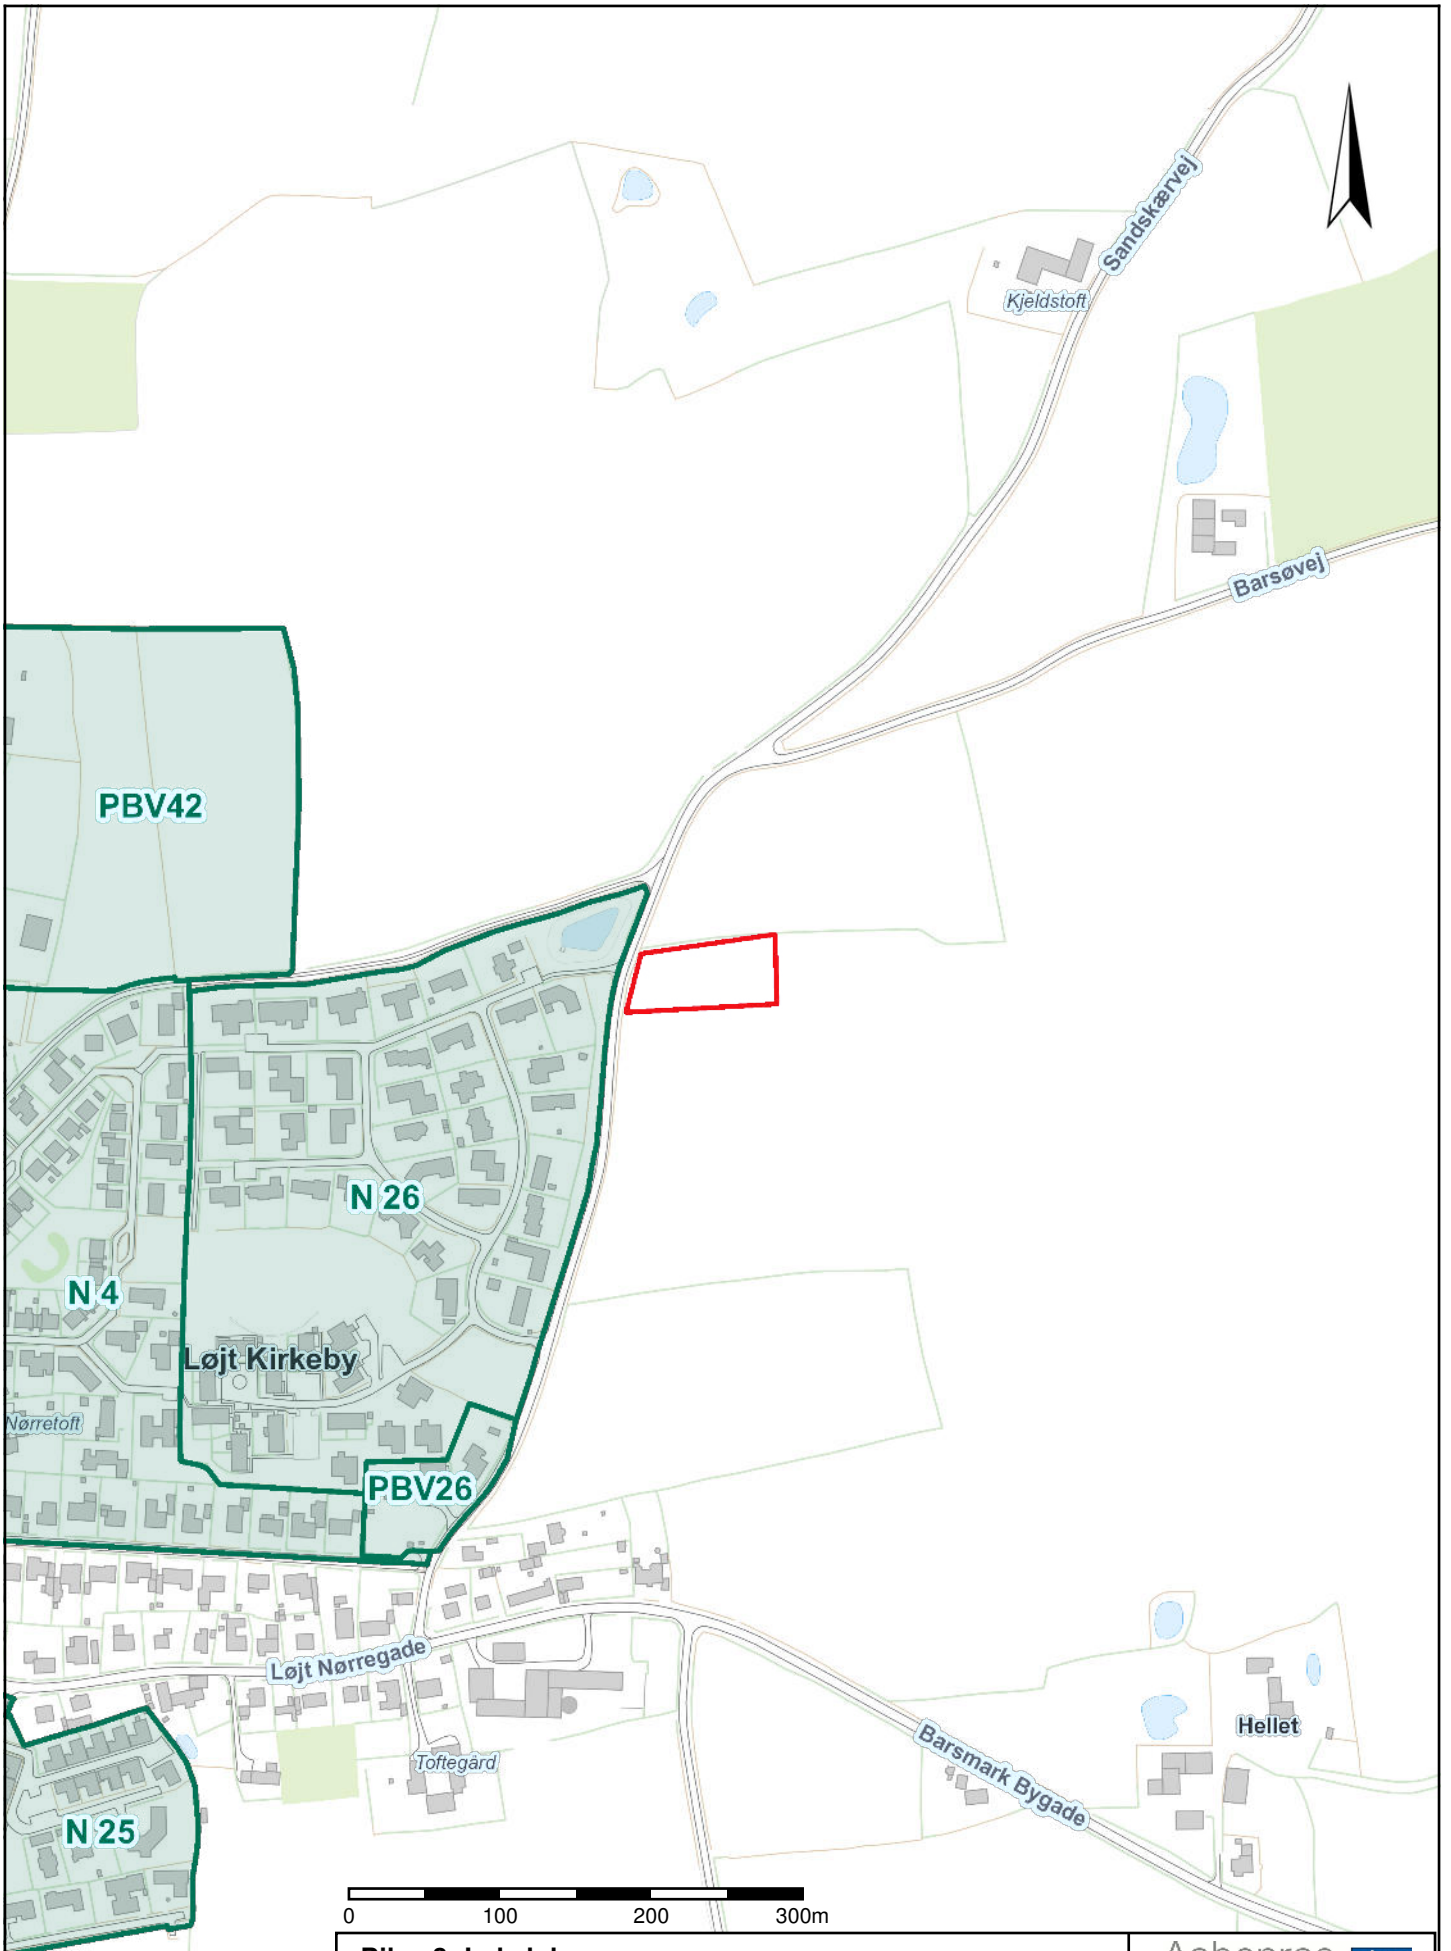 Sandskærvej
Kjeldstoft
Barsøvej
PBV42
N 26
N 4
Løjt Kirkeby
Nørretoft
PBV26
Løjt Nørregade
Toftegård
Barsmark Bygade
Hellet
N 25
0 100 200 300m